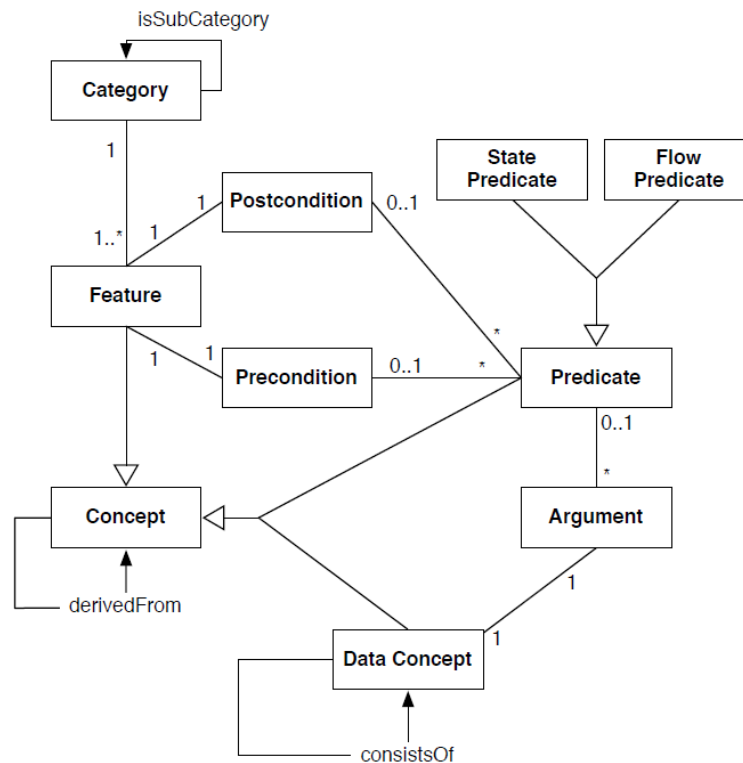 isSubCategory
Category
1
State
Predicate
Flow
Predicate
Postcondition
0..1
1
1
1..*
Feature
*
1
1
Precondition
0..1
*
Predicate
0..1
*
Concept
Argument
1
derivedFrom
1
Data Concept
consistsOf